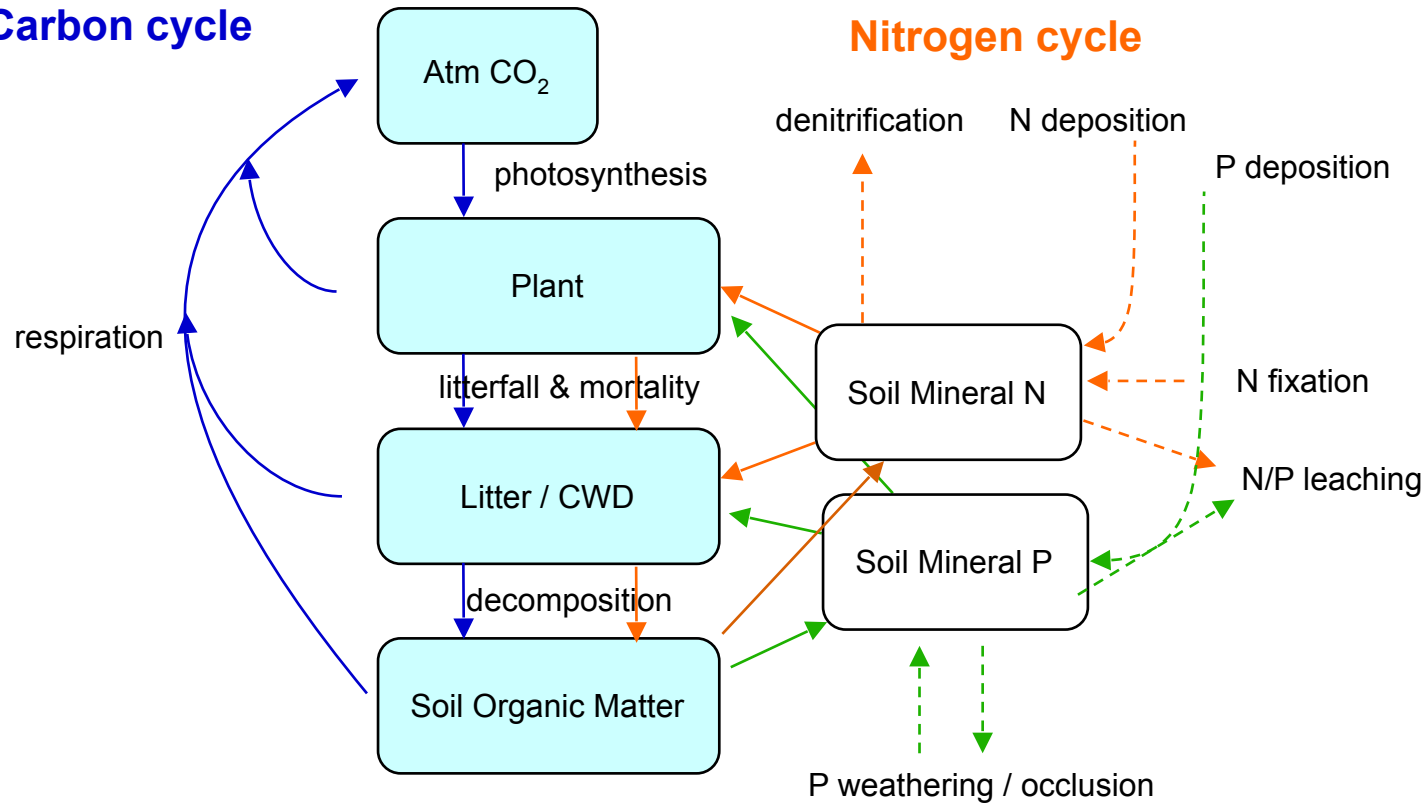 Carbon cycle
Nitrogen cycle
Atm CO₂
denitrification
N deposition
photosynthesis
P deposition
Plant
respiration
litterfall & mortality
Soil Mineral N
N fixation
Litter / CWD
N/P leaching
Soil Mineral P
decomposition
Soil Organic Matter
P weathering / occlusion